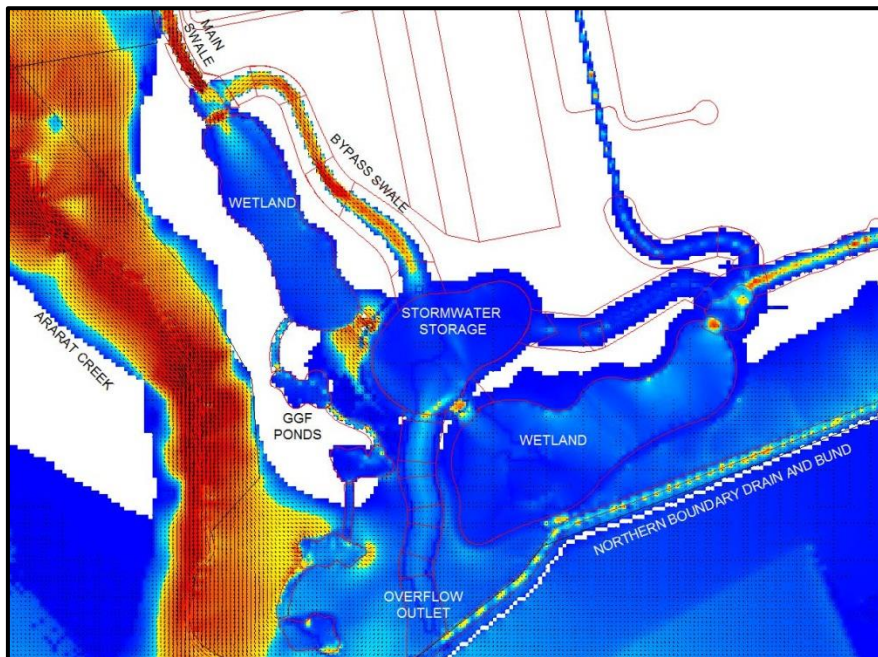 MAIN
SWALE
BYPASS SWALE
WETLAND
STORMWATER
STORAGE
ARARAT CREEK
GGF
PONDS
WETLAND
NORTHERN BOUNDARY DRAIN AND BUND
OVERFLOW
OUTLET